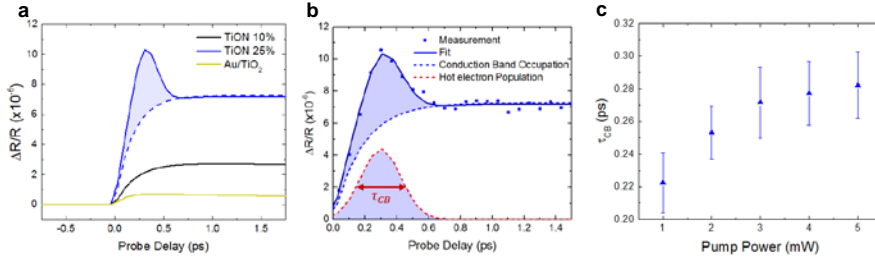 a
TiON 10%
TiON 25%
Au/TiO2
ΔR/R (x10⁻⁶)
12
10
8
6
4
2
0
-0.5 0.0 0.5 1.0 1.5
Probe Delay (ps)
b
Measurement
Fit
Conduction Band Occupation
Hot electron Population
ΔR/R (x10⁻⁶)
12
10
8
6
4
2
0
τCB
0.0 0.2 0.4 0.6 0.8 1.0 1.2 1.4
Probe Delay (ps)
c
τCB (ps)
0.32
0.30
0.28
0.26
0.24
0.22
0.20
1 2 3 4 5
Pump Power (mW)